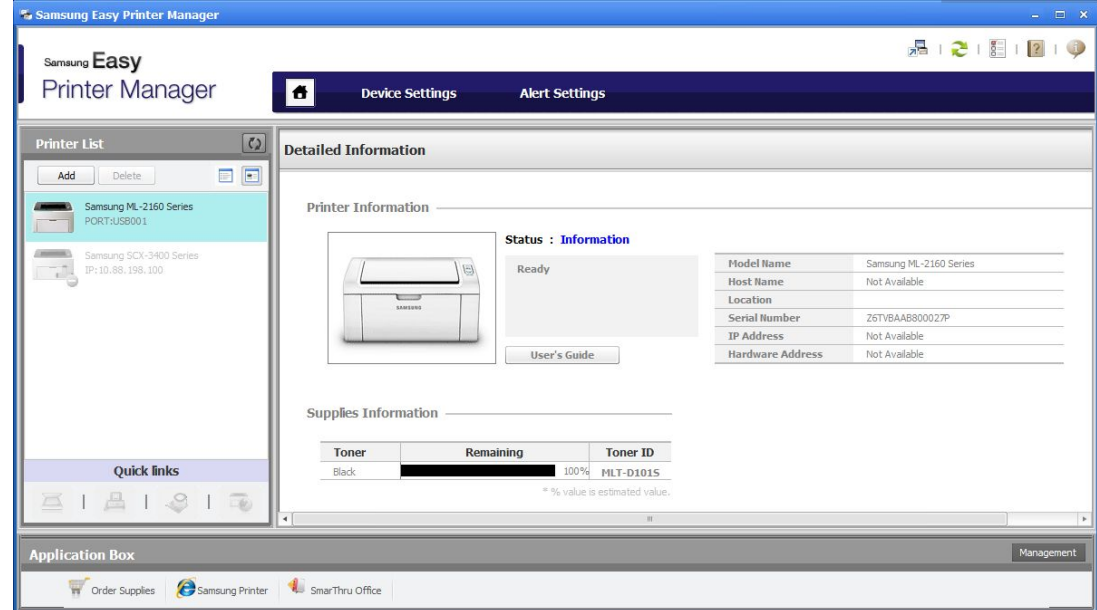 Samsung Easy Printer Manager
Samsung Easy
Printer Manager
Device Settings Alert Settings
Printer List
Add Delete
Samsung ML-2160 Series
PORT:USB001
Samsung SCX-3400 Series
IP:10.88.198.100
Quick links
Detailed Information
Printer Information
SAMSUNG
Status : Information
Ready
User's Guide
Model Name Samsung ML-2160 Series
Host Name Not Available
Location
Serial Number Z6TVBAAB800027P
IP Address Not Available
Hardware Address Not Available
Supplies Information
Toner Remaining Toner ID
Black 100% MLT-D101S
* % value is estimated value.
Application Box
Management
Order Supplies Samsung Printer SmarThru Office